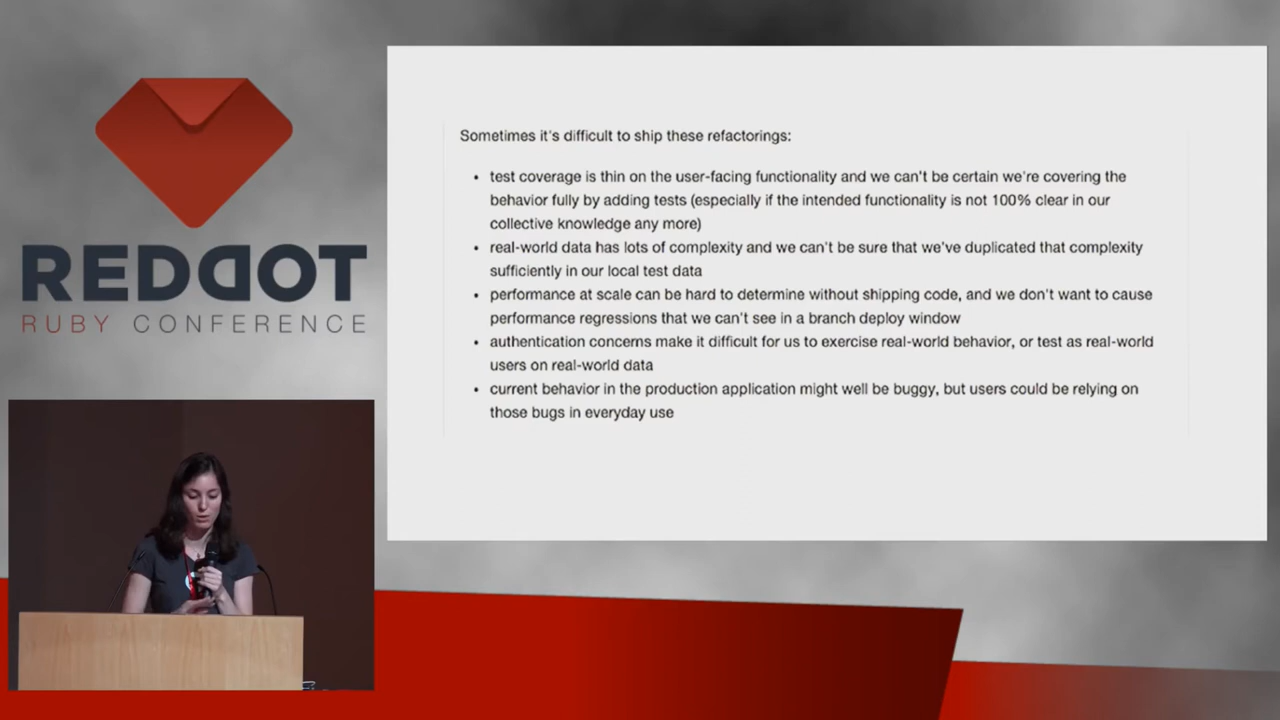 REDDOT
RUBY CONFERENCE
Sometimes it's difficult to ship these refactorings:
• test coverage is thin on the user-facing functionality and we can't be certain we're covering the
behavior fully by adding tests (especially if the intended functionality is not 100% clear in our
collective knowledge any more)
• real-world data has lots of complexity and we can't be sure that we've duplicated that complexity
sufficiently in our local test data
• performance at scale can be hard to determine without shipping code, and we don't want to cause
performance regressions that we can't see in a branch deploy window
• authentication concerns make it difficult for us to exercise real-world behavior, or test as real-world
users on real-world data
• current behavior in the production application might well be buggy, but users could be relying on
those bugs in everyday use